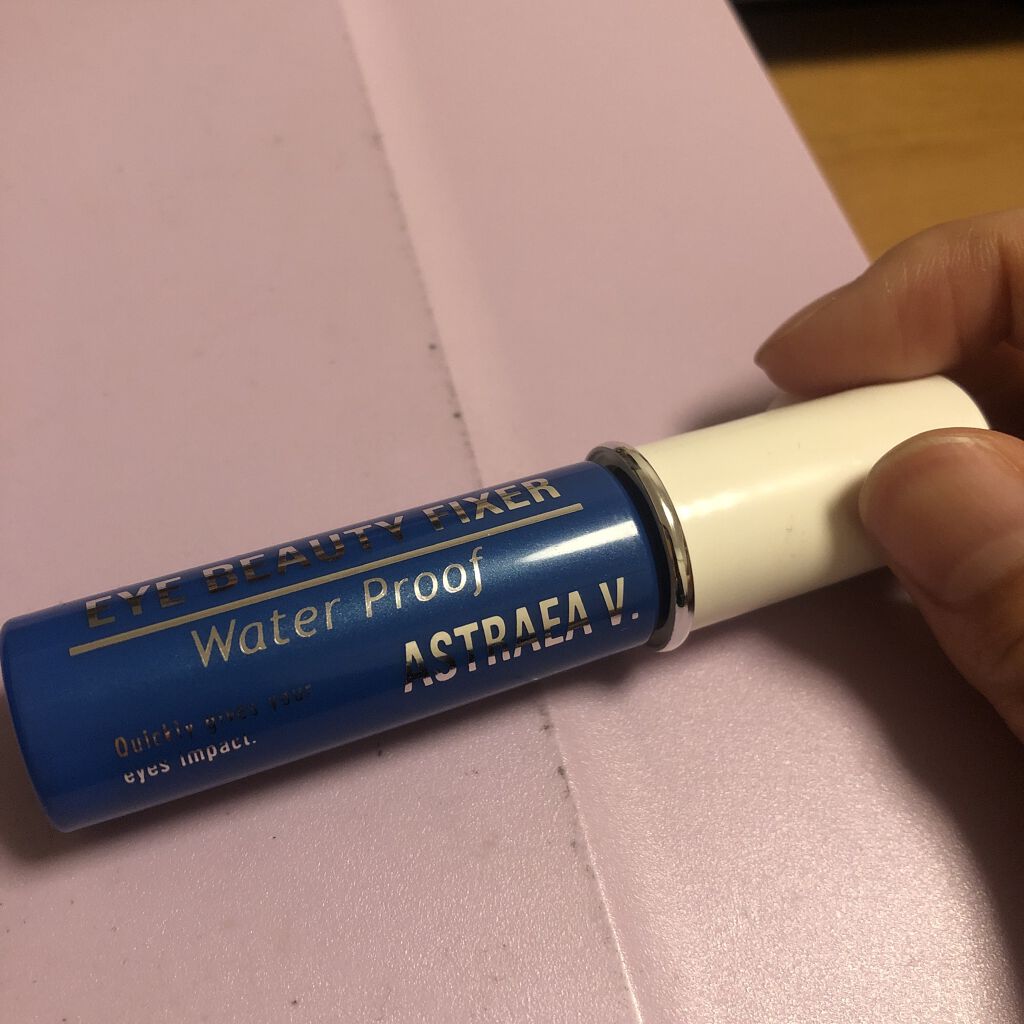 EYE BEAUTY FIXER
Water Proof
ASTRAEA V.
Quickly gives your
eyes impact.